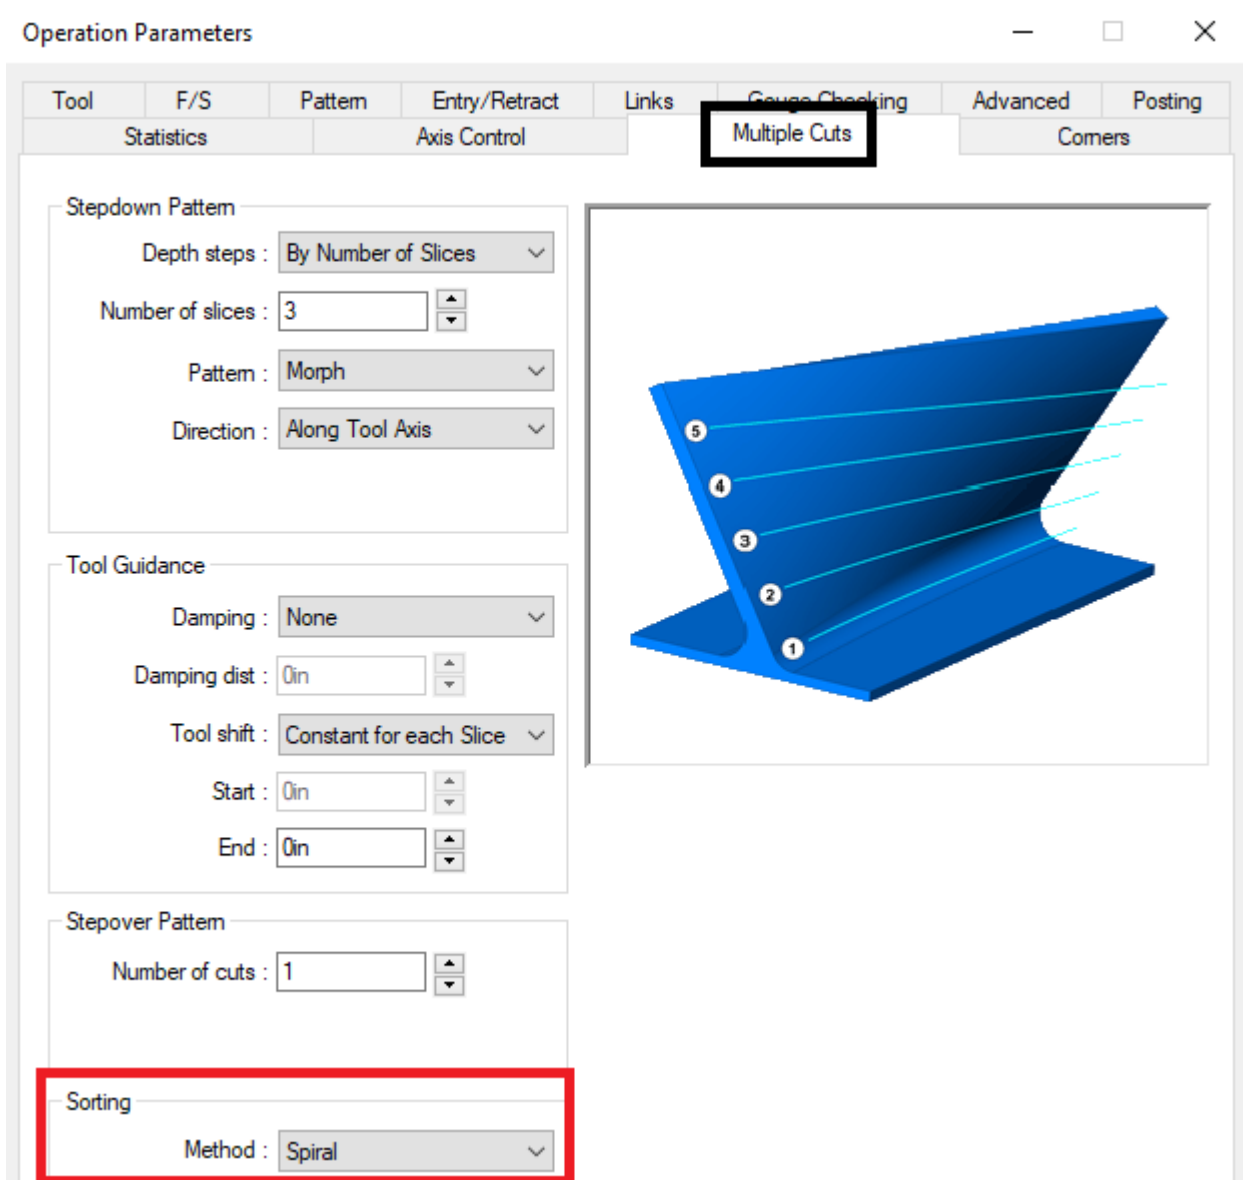 Operation Parameters
Tool F/S Pattern Entry/Retract Links Gouge Checking Advanced Posting
Statistics Axis Control Multiple Cuts Corners
Stepdown Pattern
Depth steps : By Number of Slices
Number of slices : 3
Pattern : Morph
Direction : Along Tool Axis
5
4
3
2
1
Tool Guidance
Damping : None
Damping dist : 0in
Tool shift : Constant for each Slice
Start : 0in
End : 0in
Stepover Pattern
Number of cuts : 1
Sorting
Method : Spiral